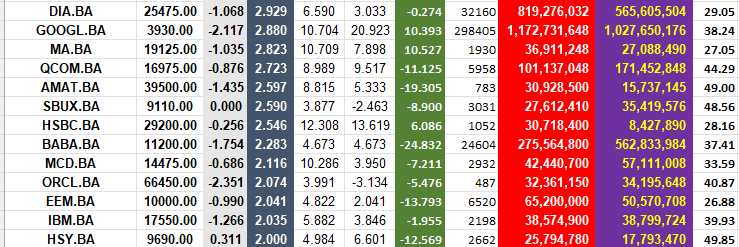 DIA.BA 25475.00 -1.068 2.929 6.590 3.033 -0.274 32160 819,276,032 565,605,504 29.05
GOOGL.BA 3930.00 -2.117 2.880 10.704 20.923 10.393 298405 1,172,731,648 1,027,650,176 38.24
MA.BA 19125.00 -1.035 2.823 10.709 7.898 10.527 1930 36,911,248 27,088,490 27.05
QCOM.BA 16975.00 -0.876 2.723 8.989 9.517 -11.125 5958 101,137,048 171,452,848 44.29
AMAT.BA 39500.00 -1.435 2.597 8.815 5.333 -19.305 783 30,928,500 15,737,145 49.00
SBUX.BA 9110.00 0.000 2.590 3.877 -2.463 -8.900 3031 27,612,410 35,419,576 48.56
HSBC.BA 29200.00 -0.256 2.546 12.308 13.619 6.086 1052 30,718,400 8,427,890 28.16
BABA.BA 11200.00 -1.754 2.283 4.673 4.673 -24.832 24604 275,564,800 562,833,984 37.41
MCD.BA 14475.00 -0.686 2.116 10.286 3.950 -7.211 2932 42,440,700 57,111,008 33.59
ORCL.BA 66450.00 -2.351 2.074 3.991 -3.134 -5.476 487 32,361,150 34,195,648 40.87
EEM.BA 10000.00 -0.990 2.041 4.822 2.041 -13.793 6520 65,200,000 50,570,708 26.88
IBM.BA 17550.00 -1.266 2.035 5.882 3.846 -1.955 2198 38,574,900 38,799,724 39.93
HSY.BA 9690.00 0.311 2.000 4.984 6.601 -12.569 2662 25,794,780 17,793,470 49.85